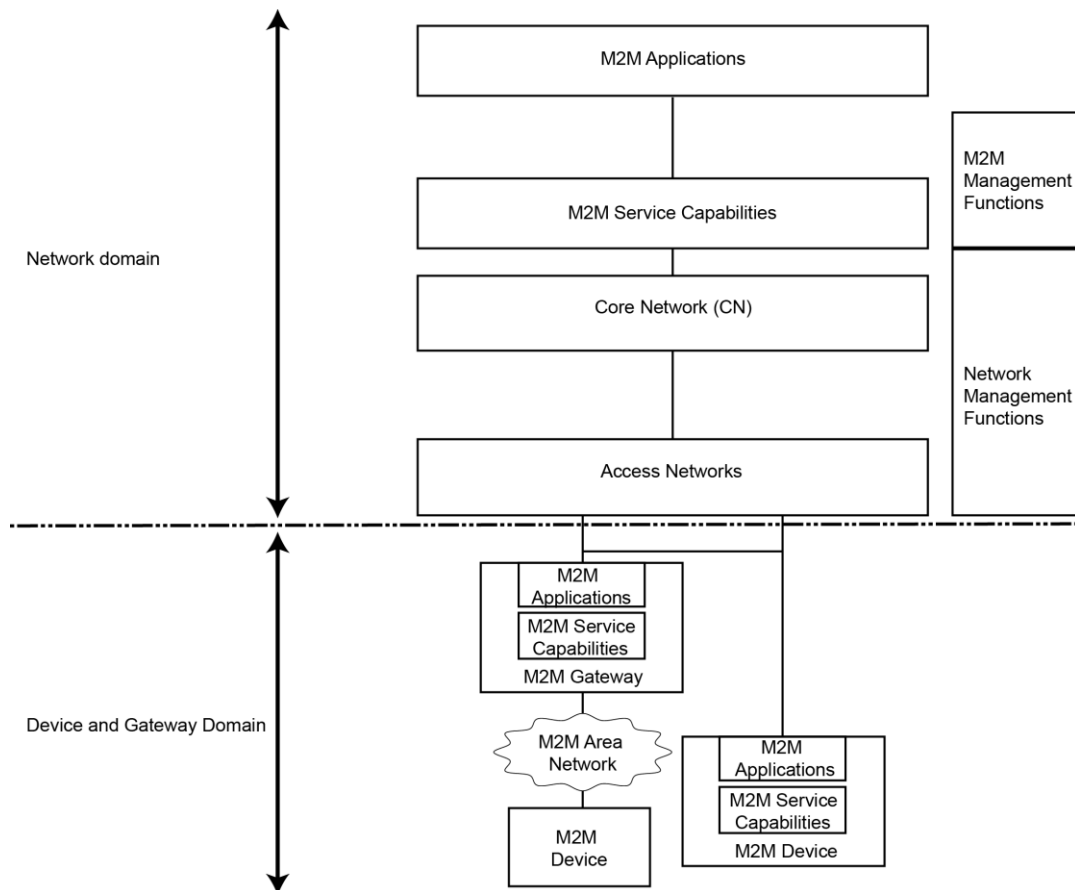 M2M Applications
M2M
Management
Functions
M2M Service Capabilities
Network domain
Core Network (CN)
Network
Management
Functions
Access Networks
M2M
Applications
M2M Service
Capabilities
M2M Gateway
Device and Gateway Domain
M2M Area
Network
M2M
Applications
M2M Service
Capabilities
M2M Device
M2M
Device